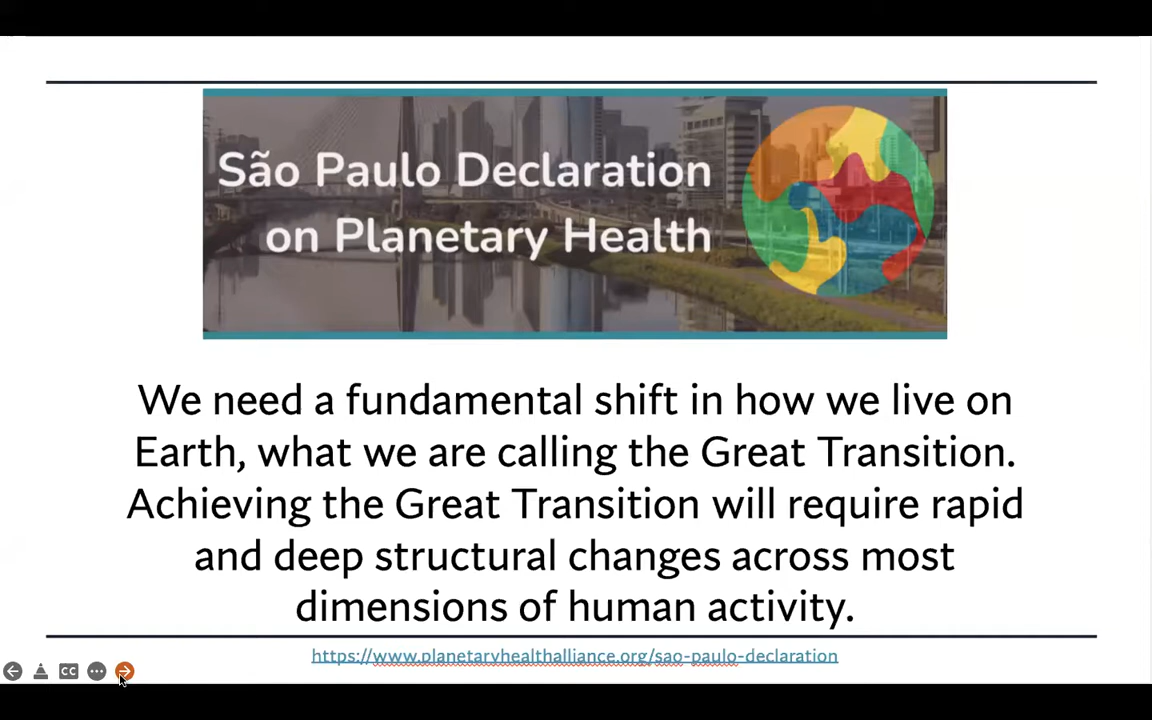 São Paulo Declaration
on Planetary Health
We need a fundamental shift in how we live on
Earth, what we are calling the Great Transition.
Achieving the Great Transition will require rapid
and deep structural changes across most
dimensions of human activity.
https://www.planetaryhealthalliance.org/sao-paulo-declaration
CC